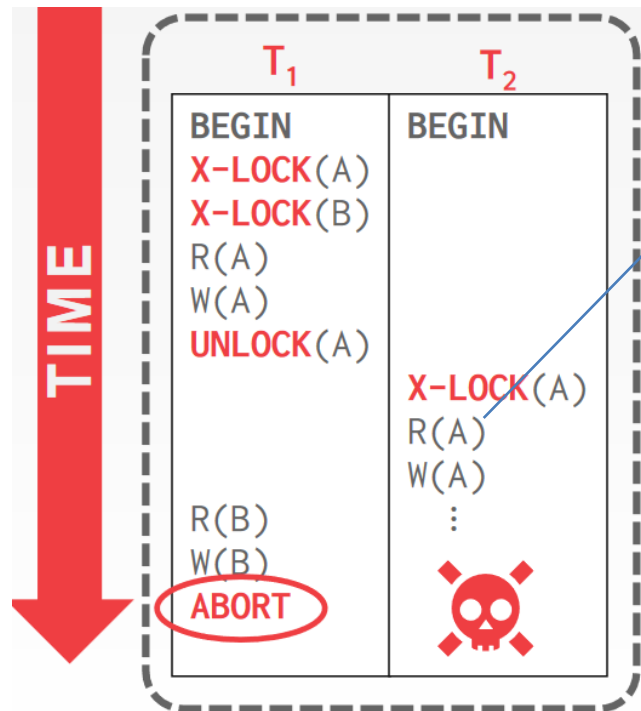 TIME
T1 T2
BEGIN BEGIN
X-LOCK(A)
X-LOCK(B)
R(A)
W(A)
UNLOCK(A)
X-LOCK(A)
R(A)
W(A)
R(B) ⋮
W(B)
ABORT